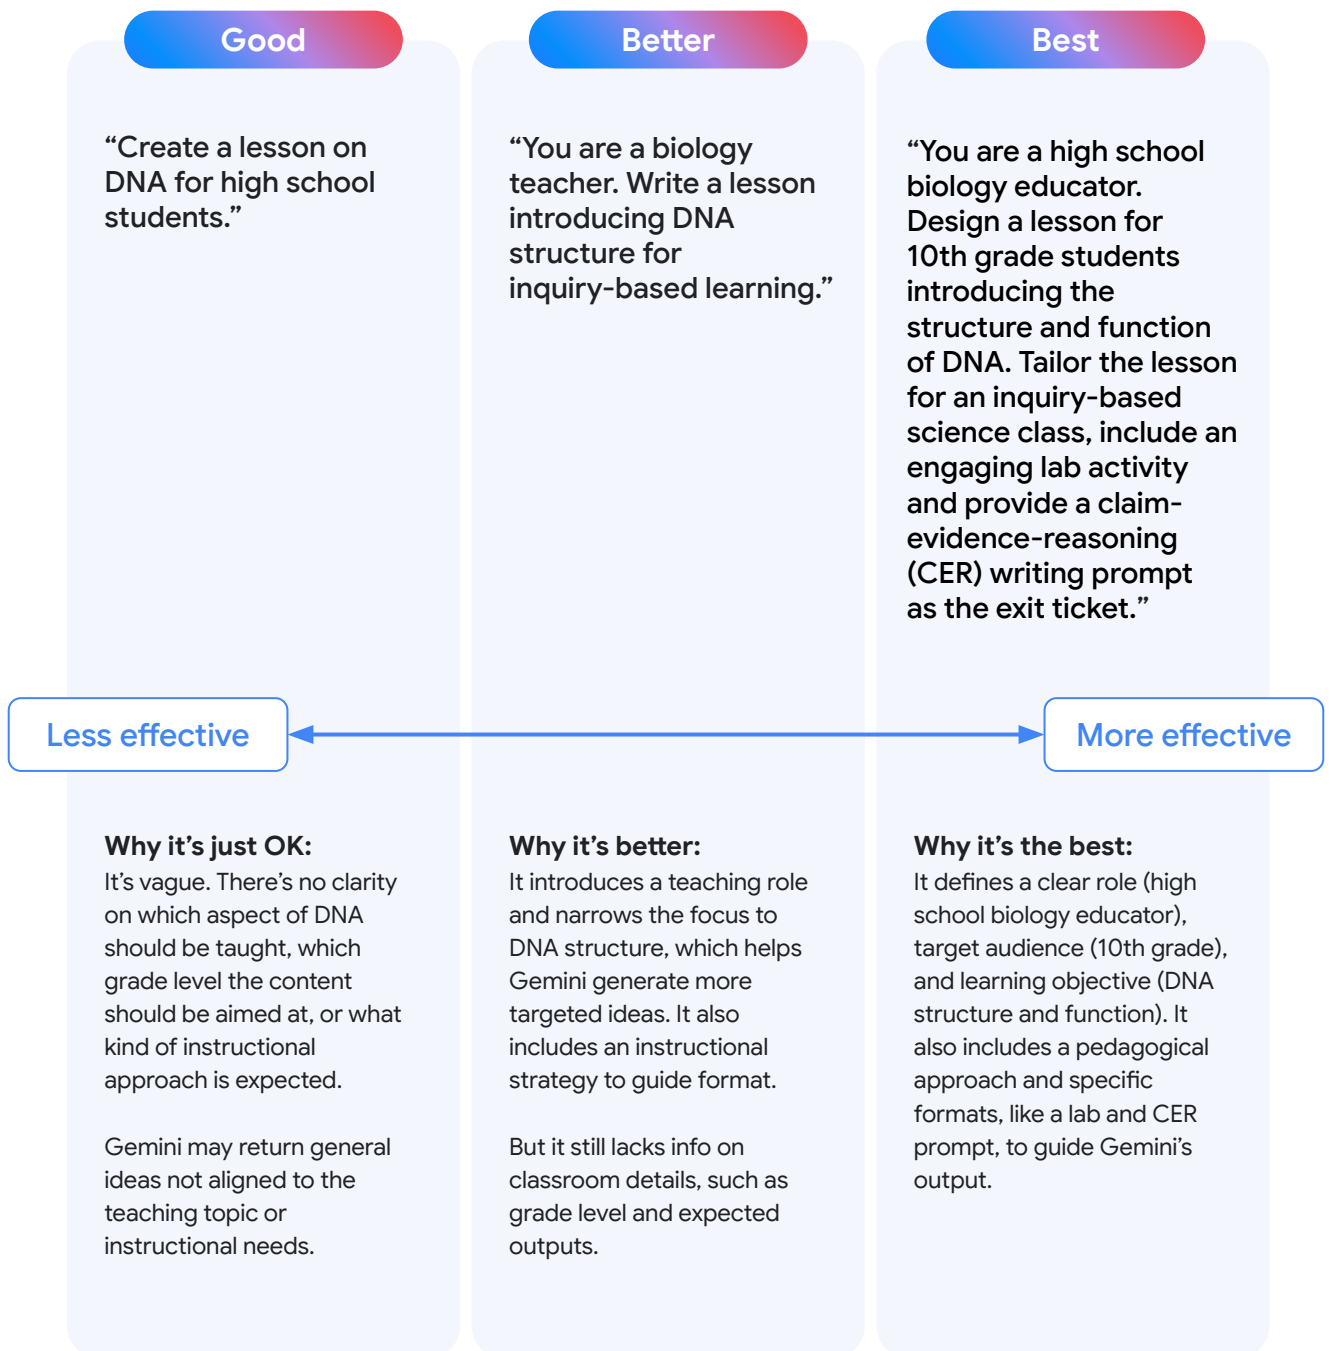 Good
“Create a lesson on
DNA for high school
students.”
Better
“You are a biology
teacher. Write a lesson
introducing DNA
structure for
inquiry-based learning.”
Best
“You are a high school
biology educator.
Design a lesson for
10th grade students
introducing the
structure and function
of DNA. Tailor the lesson
for an inquiry-based
science class, include an
engaging lab activity
and provide a claim-
evidence-reasoning
(CER) writing prompt
as the exit ticket.”
Less effective
More effective
Why it’s just OK:
It’s vague. There’s no clarity
on which aspect of DNA
should be taught, which
grade level the content
should be aimed at, or what
kind of instructional
approach is expected.
Gemini may return general
ideas not aligned to the
teaching topic or
instructional needs.
Why it’s better:
It introduces a teaching role
and narrows the focus to
DNA structure, which helps
Gemini generate more
targeted ideas. It also
includes an instructional
strategy to guide format.
But it still lacks info on
classroom details, such as
grade level and expected
outputs.
Why it’s the best:
It defines a clear role (high
school biology educator),
target audience (10th grade),
and learning objective (DNA
structure and function). It
also includes a pedagogical
approach and specific
formats, like a lab and CER
prompt, to guide Gemini’s
output.